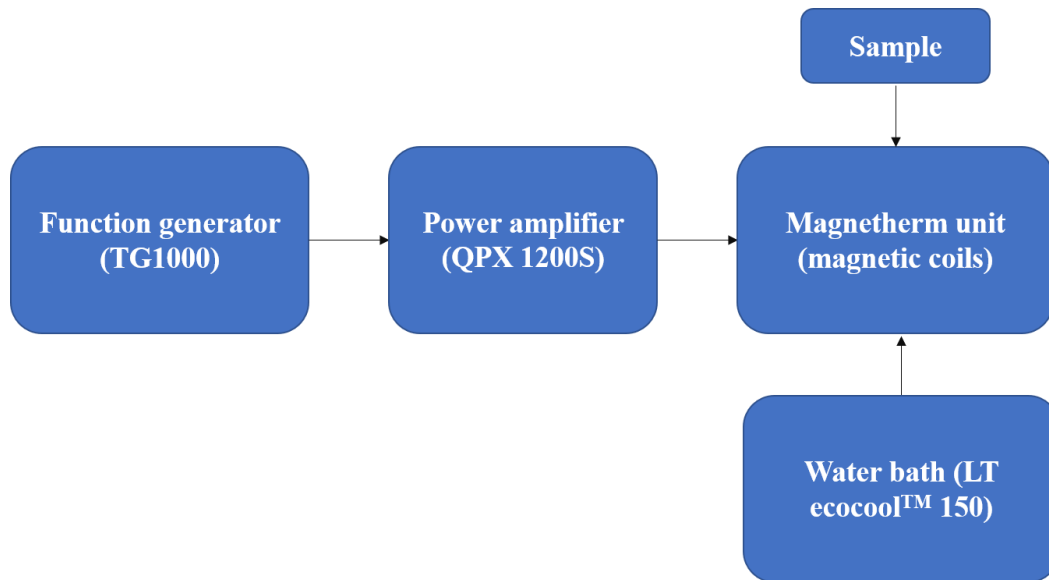 Sample
Function generator
(TG1000)
Power amplifier
(QPX 1200S)
Magnetherm unit
(magnetic coils)
Water bath (LT
ecocool™ 150)